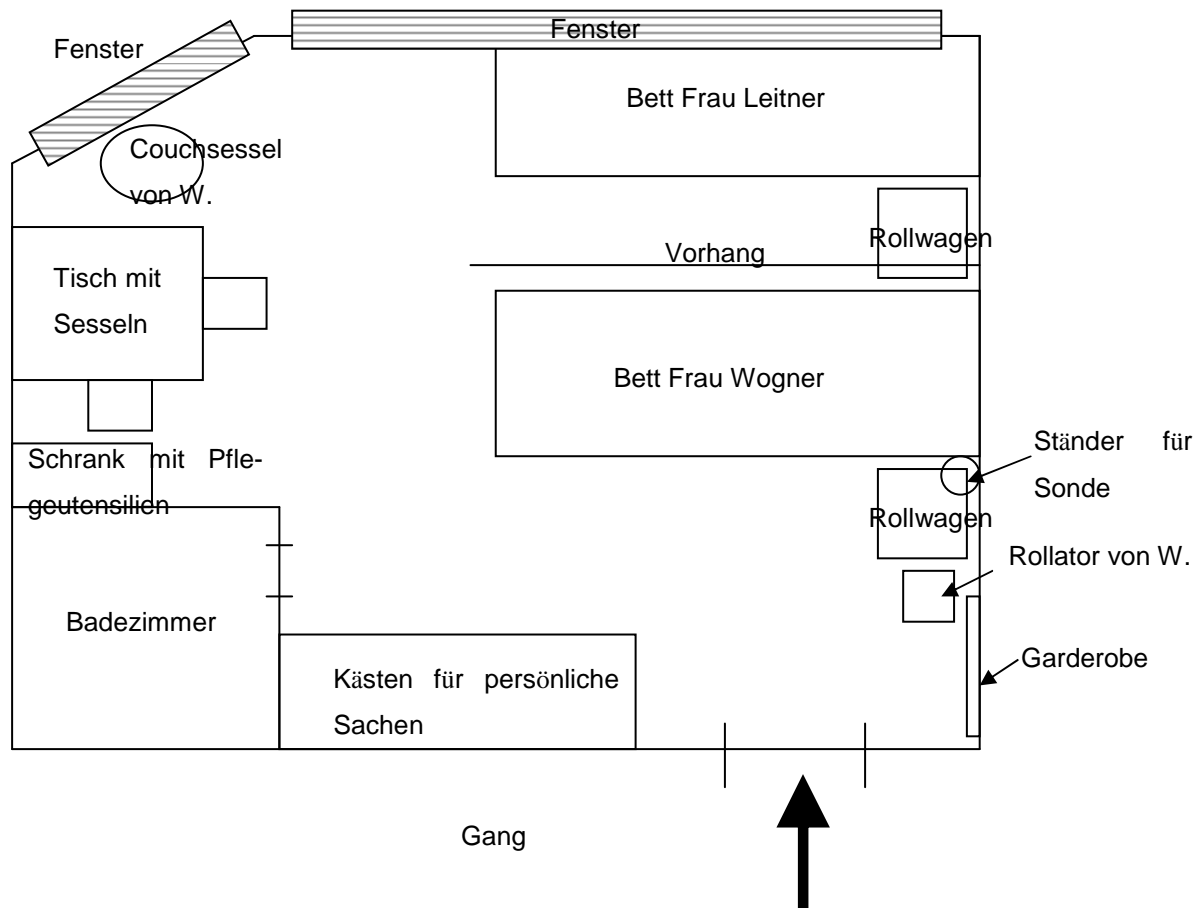 Fenster
Fenster
Bett Frau Leitner
Couchsessel
von W.
Rollwagen
Vorhang
Tisch mit
Sesseln
Bett Frau Wogner
Ständer für
Sonde
Schrank mit Pfle-
geutensilien
Rollwagen
Rollator von W.
Badezimmer
Garderobe
Kästen für persönliche
Sachen
Gang